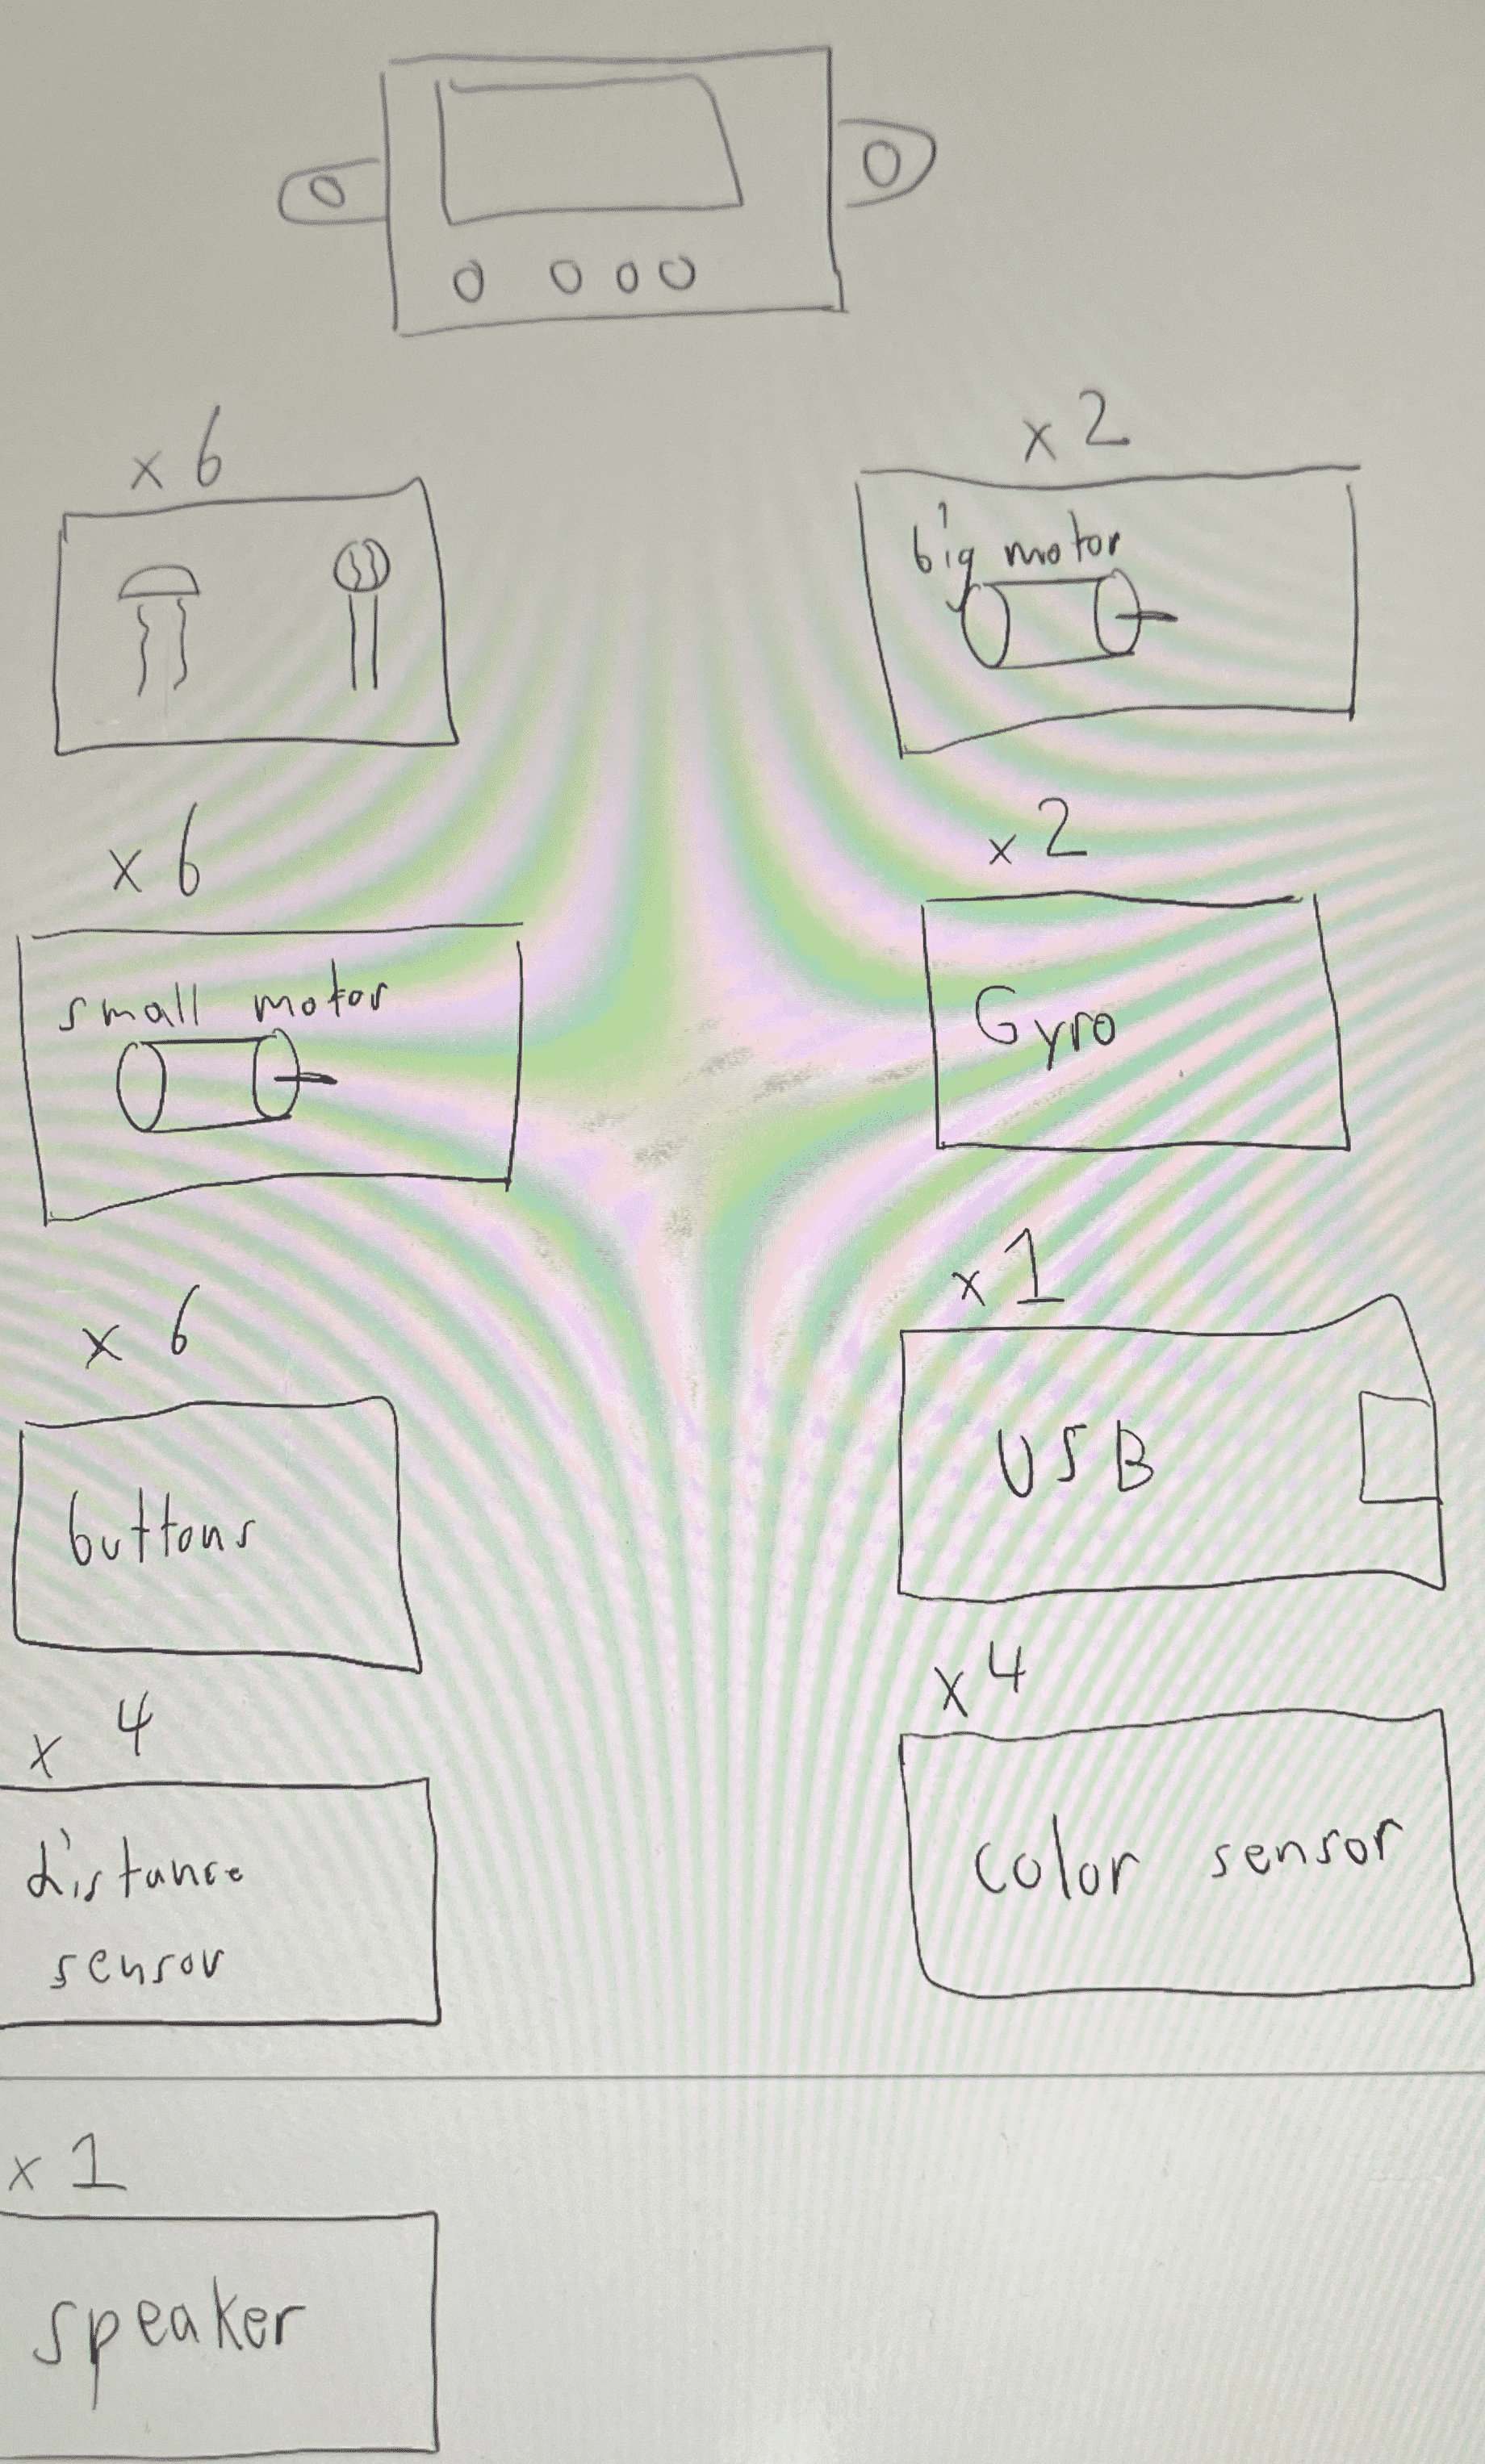 x 6
x 2
big motor
x 6
x 2
small motor
Gyro
x 6
x 1
buttons
USB
x 4
x 4
distance
sensor
color sensor
x 1
speaker